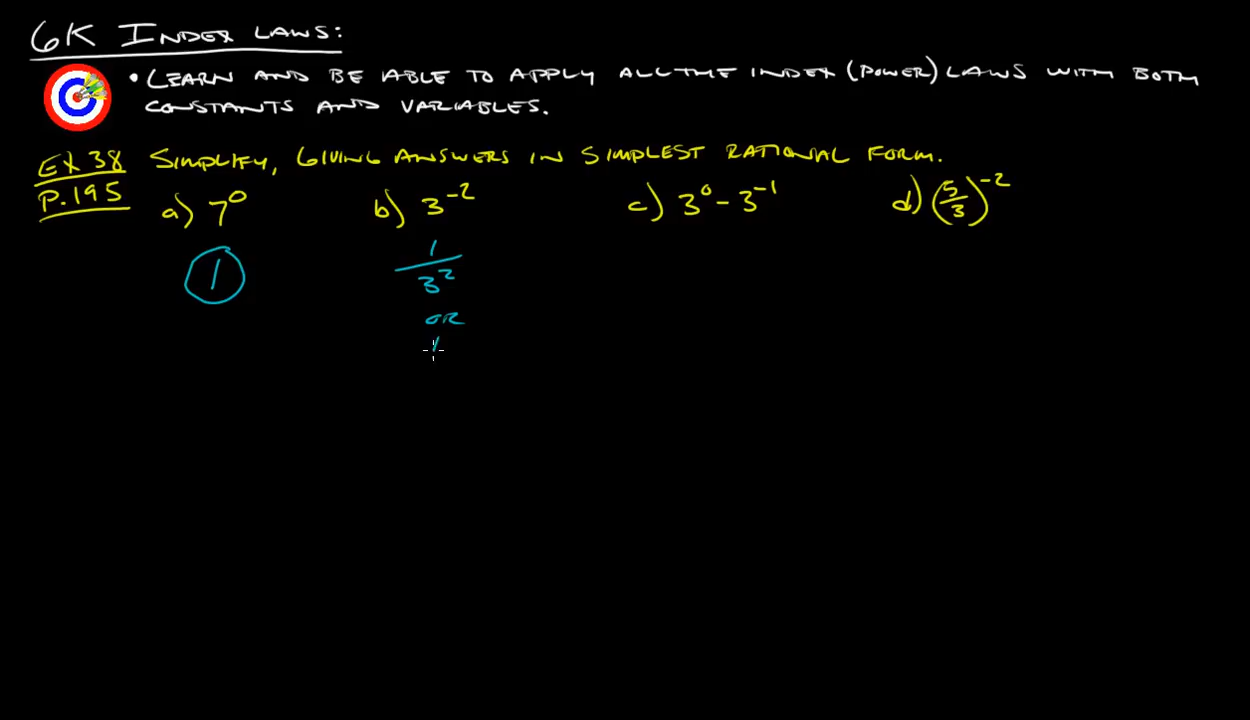 6K INDEX LAWS:
• LEARN AND BE ABLE TO APPLY ALL THE INDEX (POWER) LAWS WITH BOTH
CONSTANTS AND VARIABLES.
EX 38 SIMPLIFY, GIVING ANSWERS IN SIMPLEST RATIONAL FORM.
P. 195 a) 7⁰ b) 3⁻² c) 3⁰ - 3⁻¹ d) (5/3)⁻²
1 1/3²
OR
1